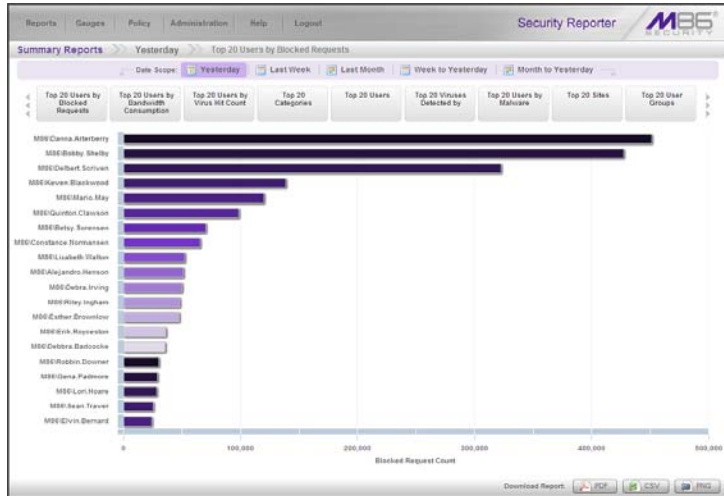 Reports Gauges Policy Administration Help Logout
Security Reporter
M86
SECURITY
Summary Reports Yesterday Top 20 Users by Blocked Requests
Date Scope: Yesterday Last Week Last Month Week to Yesterday Month to Yesterday
Top 20 Users by Blocked Requests
Top 20 Users by Bandwidth Consumption
Top 20 Users by Virus Hit Count
Top 20 Categories
Top 20 Users
Top 20 Viruses Detected by
Top 20 Users by Malware
Top 20 Sites
Top 20 User Groups
M86\Danna.Arterberry
M86\Bobby.Shelby
M86\Delbert.Scriven
M86\Keven.Blackwood
M86\Mario.May
M86\Quinton.Clawson
M86\Betsy.Sorensen
M86\Constance.Normansen
M86\Lisabeth.Walton
M86\Alejandro.Henson
M86\Debra.Irving
M86\Riley.Ingham
M86\Esther.Brownlow
M86\Erik.Royceston
M86\Debbra.Badcocke
M86\Robbin.Downer
M86\Gena.Padmore
M86\Lori.Hoare
M86\Sean.Traver
M86\Elvin.Bernard
0 100,000 200,000 300,000 400,000 500,000
Blocked Request Count
Download Report: PDF CSV PNG